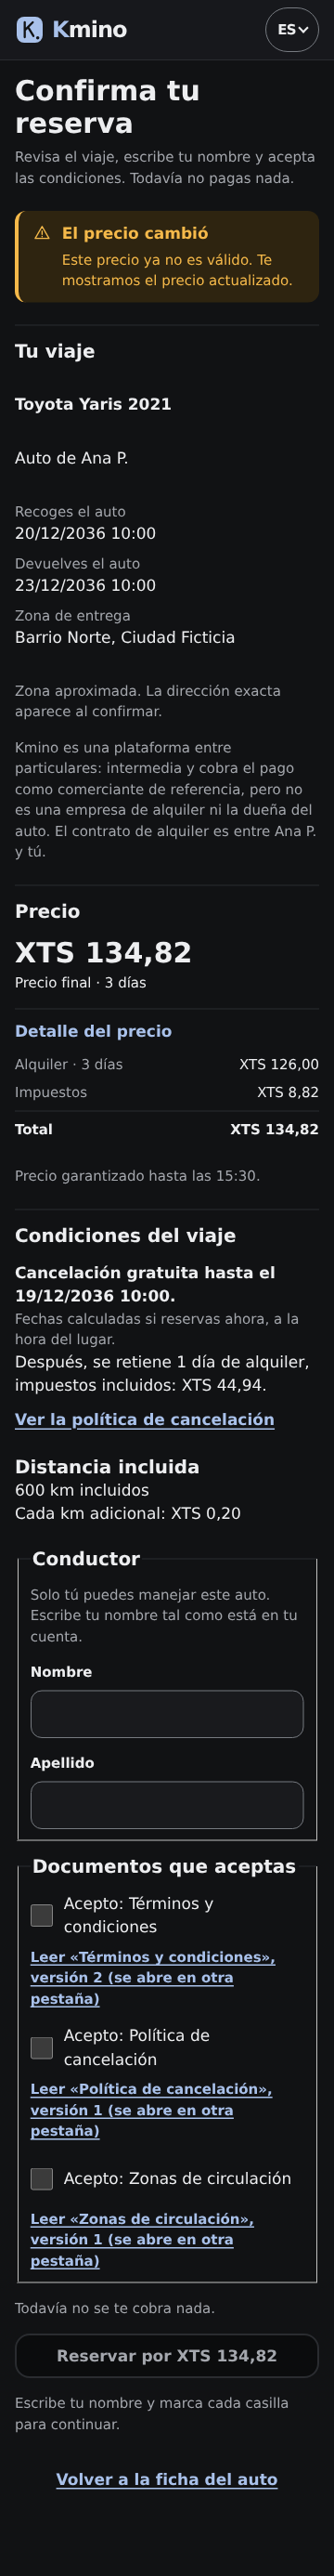 Kmino
ES
Confirma tu
reserva
Revisa el viaje, escribe tu nombre y acepta
las condiciones. Todavía no pagas nada.
El precio cambió
Este precio ya no es válido. Te
mostramos el precio actualizado.
Tu viaje
Toyota Yaris 2021
Auto de Ana P.
Recoges el auto
20/12/2036 10:00
Devuelves el auto
23/12/2036 10:00
Zona de entrega
Barrio Norte, Ciudad Ficticia
Zona aproximada. La dirección exacta
aparece al confirmar.
Kmino es una plataforma entre
particulares: intermedia y cobra el pago
como comerciante de referencia, pero no
es una empresa de alquiler ni la dueña del
auto. El contrato de alquiler es entre Ana P.
y tú.
Precio
XTS 134,82
Precio final · 3 días
Detalle del precio
Alquiler · 3 días XTS 126,00
Impuestos XTS 8,82
Total XTS 134,82
Precio garantizado hasta las 15:30.
Condiciones del viaje
Cancelación gratuita hasta el
19/12/2036 10:00.
Fechas calculadas si reservas ahora, a la
hora del lugar.
Después, se retiene 1 día de alquiler,
impuestos incluidos: XTS 44,94.
Ver la política de cancelación
Distancia incluida
600 km incluidos
Cada km adicional: XTS 0,20
Conductor
Solo tú puedes manejar este auto.
Escribe tu nombre tal como está en tu
cuenta.
Nombre
Apellido
Documentos que aceptas
Acepto: Términos y
condiciones
Leer «Términos y condiciones»,
versión 2 (se abre en otra
pestaña)
Acepto: Política de
cancelación
Leer «Política de cancelación»,
versión 1 (se abre en otra
pestaña)
Acepto: Zonas de circulación
Leer «Zonas de circulación»,
versión 1 (se abre en otra
pestaña)
Todavía no se te cobra nada.
Reservar por XTS 134,82
Escribe tu nombre y marca cada casilla
para continuar.
Volver a la ficha del auto